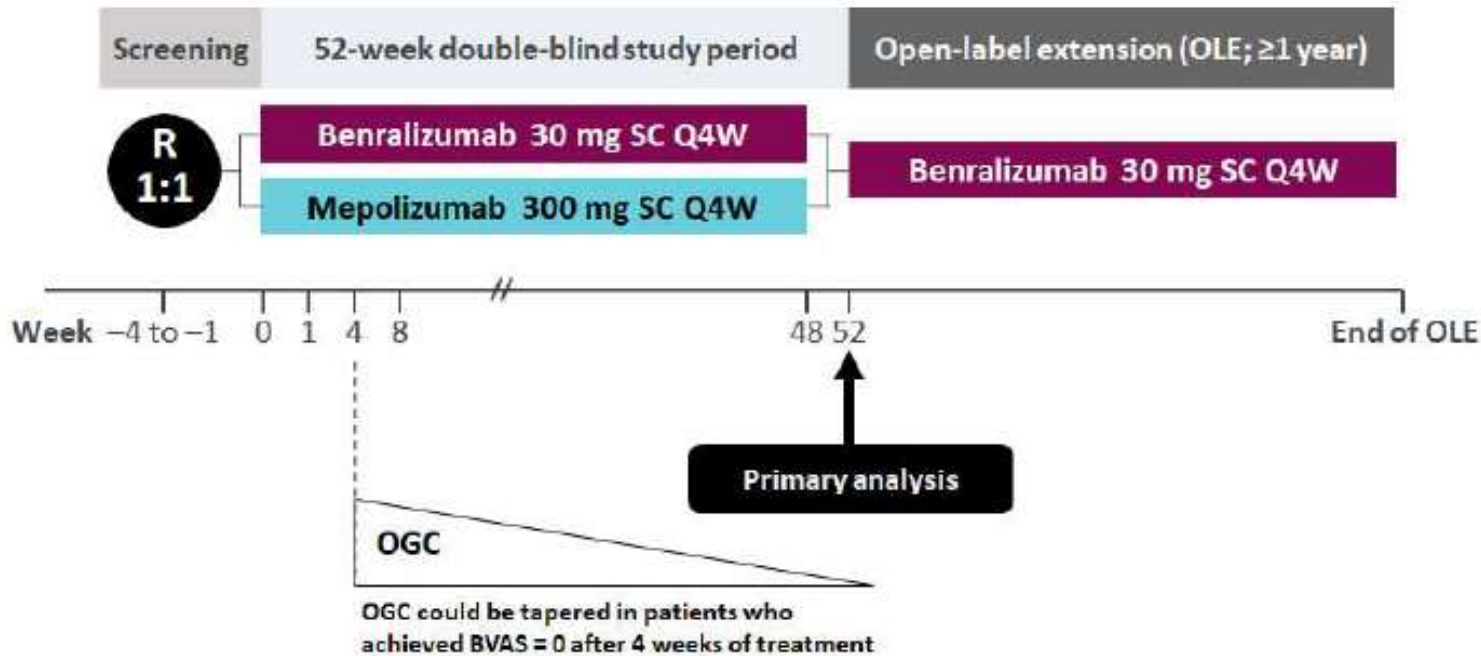 Screening
52-week double-blind study period
Open-label extension (OLE; ≥1 year)
R
1:1
Benralizumab 30 mg SC Q4W
Mepolizumab 300 mg SC Q4W
Benralizumab 30 mg SC Q4W
Week −4 to −1 0 1 4 8 48 52 End of OLE
Primary analysis
OGC
OGC could be tapered in patients who
achieved BVAS = 0 after 4 weeks of treatment